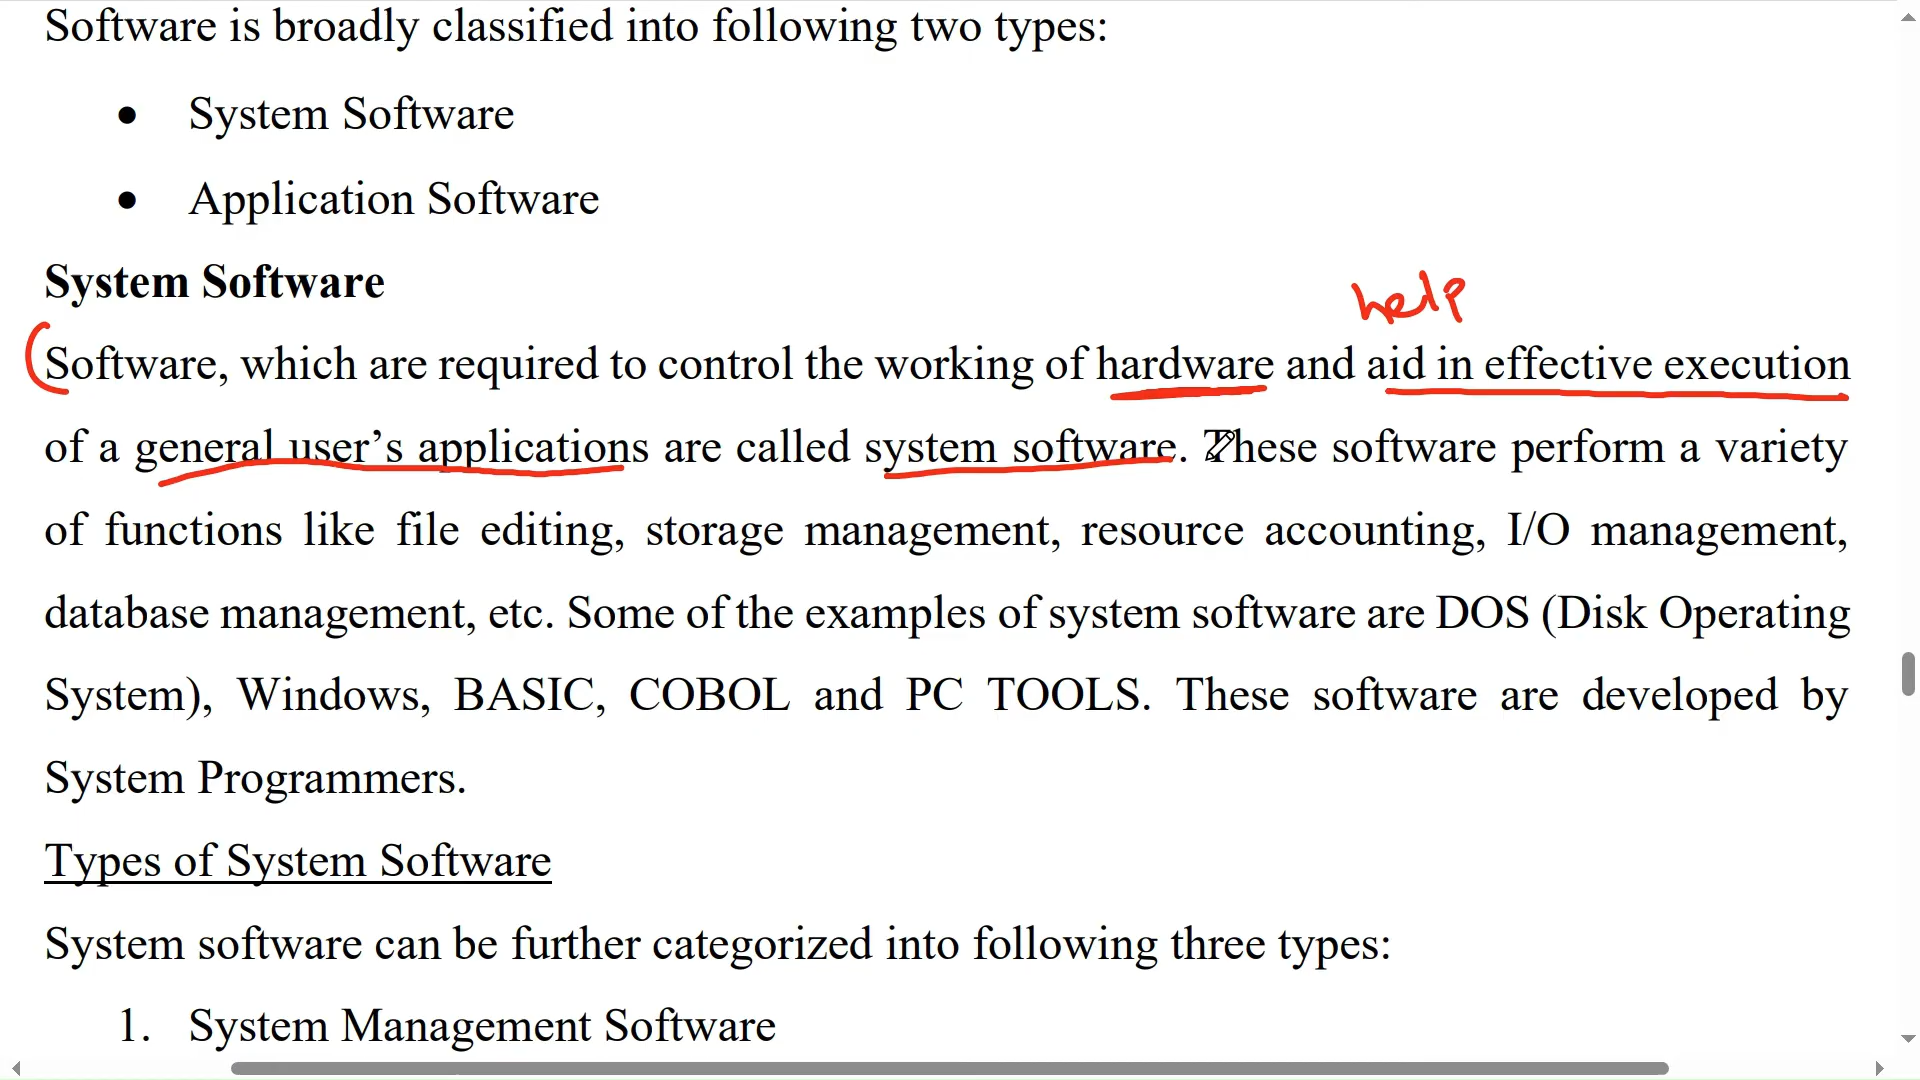 Software is broadly classified into following two types:
• System Software
• Application Software
System Software
help
Software, which are required to control the working of hardware and aid in effective execution
of a general user’s applications are called system software. These software perform a variety
of functions like file editing, storage management, resource accounting, I/O management,
database management, etc. Some of the examples of system software are DOS (Disk Operating
System), Windows, BASIC, COBOL and PC TOOLS. These software are developed by
System Programmers.
Types of System Software
System software can be further categorized into following three types:
1. System Management Software